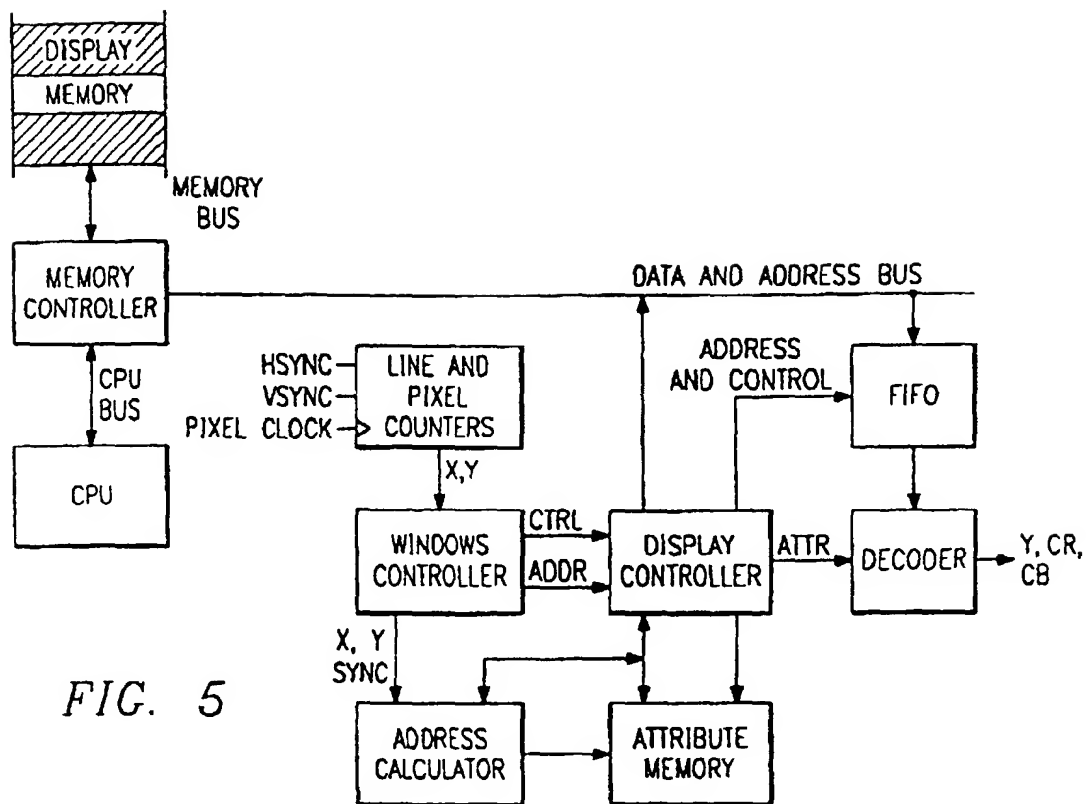 DISPLAY
MEMORY
MEMORY
BUS
MEMORY
CONTROLLER
DATA AND ADDRESS BUS
CPU
BUS
CPU
HSYNC
VSYNC
PIXEL CLOCK
LINE AND
PIXEL
COUNTERS
X,Y
ADDRESS
AND CONTROL
FIFO
WINDOWS
CONTROLLER
CTRL
ADDR
DISPLAY
CONTROLLER
ATTR
DECODER
Y, CR,
CB
X, Y
SYNC
ADDRESS
CALCULATOR
ATTRIBUTE
MEMORY
FIG. 5